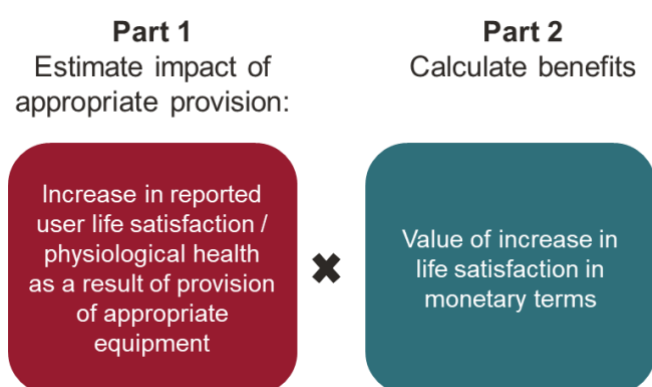 Part 1
Estimate impact of
appropriate provision:
Increase in reported
user life satisfaction /
physiological health
as a result of provision
of appropriate
equipment
✖
Part 2
Calculate benefits
Value of increase in
life satisfaction in
monetary terms